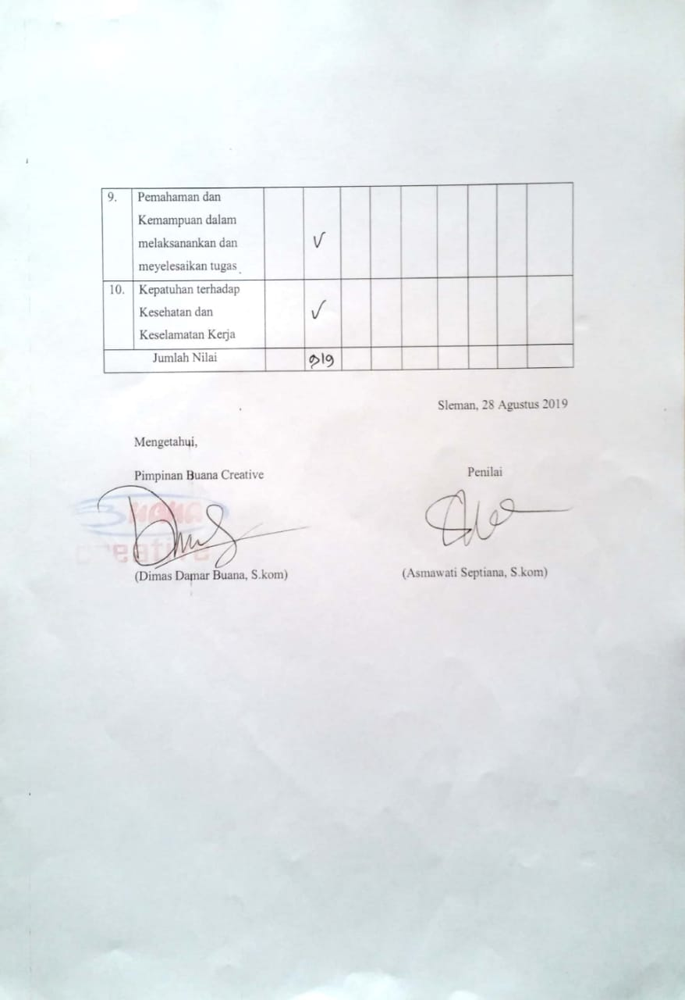 9. Pemahaman dan
Kemampuan dalam
melaksanankan dan
meyelesaikan tugas
10. Kepatuhan terhadap
Kesehatan dan
Keselamatan Kerja
Jumlah Nilai
Sleman, 28 Agustus 2019
Mengetahui,
Pimpinan Buana Creative
Penilai
Buana
creative
(Dimas Damar Buana, S.kom)
(Asmawati Septiana, S.kom)